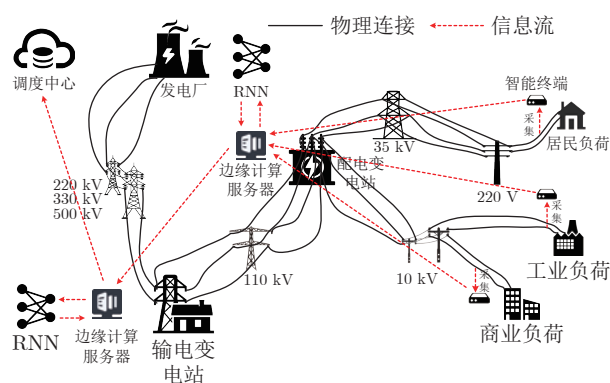 物理连接
信息流
调度中心
发电厂
RNN
智能终端
采集
居民负荷
35 kV
边缘计算
服务器
配电变
电站
220 kV
330 kV
500 kV
220 V
采集
工业负荷
110 kV
10 kV
采集
商业负荷
RNN
边缘计算
服务器
输电变
电站